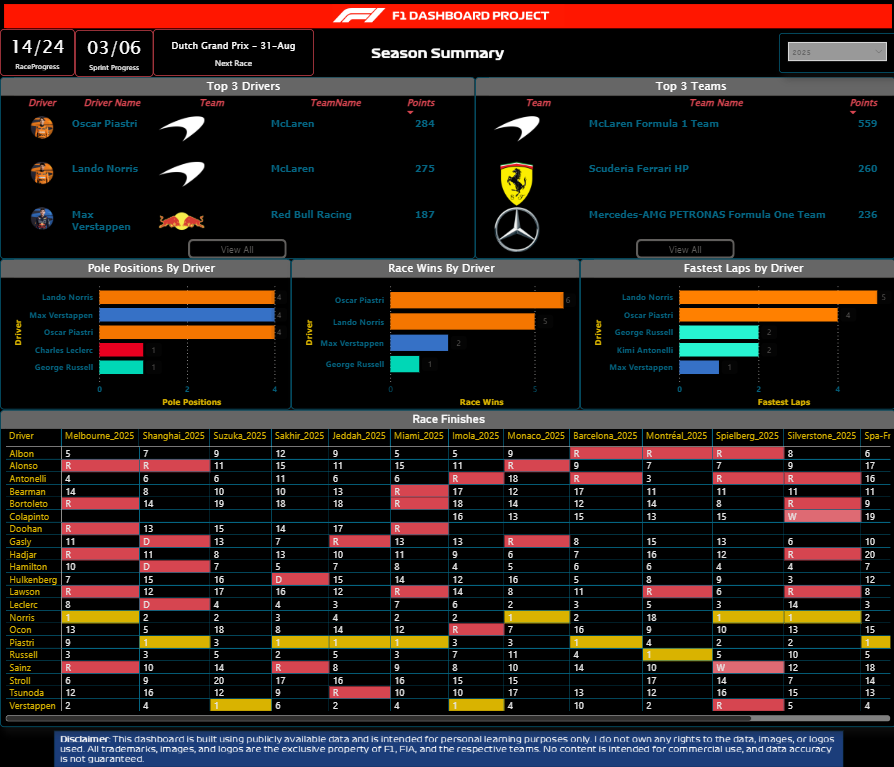 F1 DASHBOARD PROJECT
14/24
RaceProgress
03/06
Sprint Progress
Dutch Grand Prix - 31-Aug
Next Race
Season Summary
2025
Top 3 Drivers
Driver Driver Name Team TeamName Points
Oscar Piastri McLaren 284
Lando Norris McLaren 275
Max Verstappen Red Bull Racing 187
View All
Top 3 Teams
Team Team Name Points
McLaren Formula 1 Team 559
Scuderia Ferrari HP 260
Mercedes-AMG PETRONAS Formula One Team 236
View All
Pole Positions By Driver
Driver
Lando Norris 4
Max Verstappen 4
Oscar Piastri 4
Charles Leclerc 1
George Russell 1
0 2 4
Pole Positions
Race Wins By Driver
Driver
Oscar Piastri 6
Lando Norris 5
Max Verstappen 2
George Russell 1
0 5
Race Wins
Fastest Laps by Driver
Driver
Lando Norris 5
Oscar Piastri 4
George Russell 2
Kimi Antonelli 2
Max Verstappen 1
0 2 4
Fastest Laps
Race Finishes
Driver Melbourne_2025 Shanghai_2025 Suzuka_2025 Sakhir_2025 Jeddah_2025 Miami_2025 Imola_2025 Monaco_2025 Barcelona_2025 Montréal_2025 Spielberg_2025 Silverstone_2025 Spa-Fr
Albon 5 7 9 12 9 5 5 9 R R R 8 6
Alonso R R 11 15 11 15 11 R 9 7 7 9 17
Antonelli 4 6 6 11 6 6 R 18 R 3 R R 16
Bearman 14 8 10 10 13 R 17 12 17 11 11 11 11
Bortoleto R 14 19 18 18 R 18 14 12 14 8 R 9
Colapinto 16 13 15 13 15 W 19
Doohan R 13 15 14 17 R
Gasly 11 D 13 7 R 13 13 R 8 15 13 6 10
Hadjar R 11 8 13 10 11 9 6 7 16 12 R 20
Hamilton 10 D 7 5 7 8 4 5 6 6 4 4 7
Hulkenberg 7 15 16 D 15 14 12 16 5 8 9 3 12
Lawson R 12 17 16 12 R 14 8 11 R 6 R 8
Leclerc 8 D 4 4 3 7 6 2 3 5 3 14 3
Norris 1 2 2 3 4 2 2 1 2 18 1 1 2
Ocon 13 5 18 8 14 12 R 7 16 9 10 13 15
Piastri 9 1 3 1 1 1 3 3 1 4 2 2 1
Russell 3 3 5 2 5 3 7 11 4 1 5 10 5
Sainz R 10 14 R 8 9 8 10 14 10 W 12 18
Stroll 6 9 20 17 16 16 15 15 17 14 7 14
Tsunoda 12 16 12 9 R 10 10 17 13 12 16 15 13
Verstappen 2 4 1 6 2 4 1 4 10 2 R 5 4
Disclaimer: This dashboard is built using publicly available data and is intended for personal learning purposes only. I do not own any rights to the data, images, or logos
used. All trademarks, images, and logos are the exclusive property of F1, FIA, and the respective teams. No content is intended for commercial use, and data accuracy
is not guaranteed.